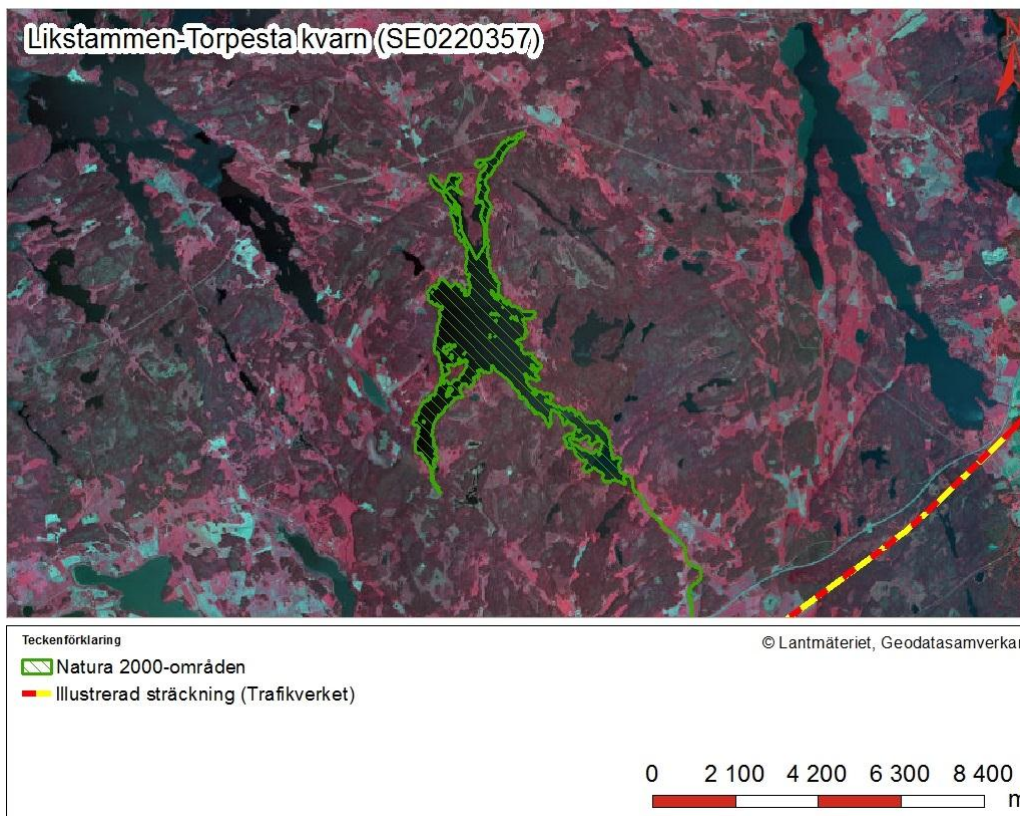 Likstammen-Torpesta kvarn (SE0220357)
N
Teckenförklaring
© Lantmäteriet, Geodatasamverkan
Natura 2000-områden
Illustrerad sträckning (Trafikverket)
0 2 100 4 200 6 300 8 400
m